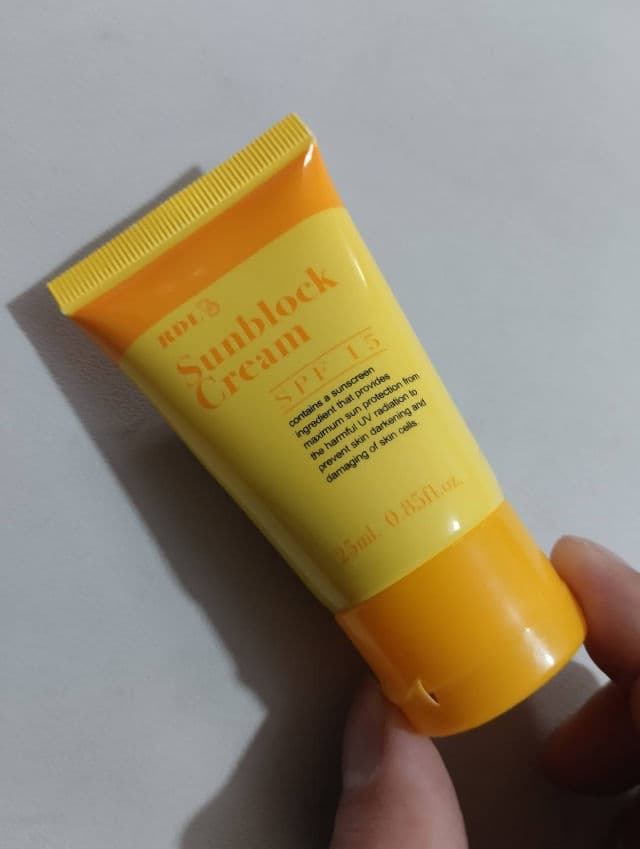 RDL
Sunblock
Cream
SPF 15
contains a sunscreen
ingredient that provides
maximum sun protection from
the harmful UV radiation to
prevent skin darkening and
damaging of skin cells.
25ml. 0.85fl.oz.